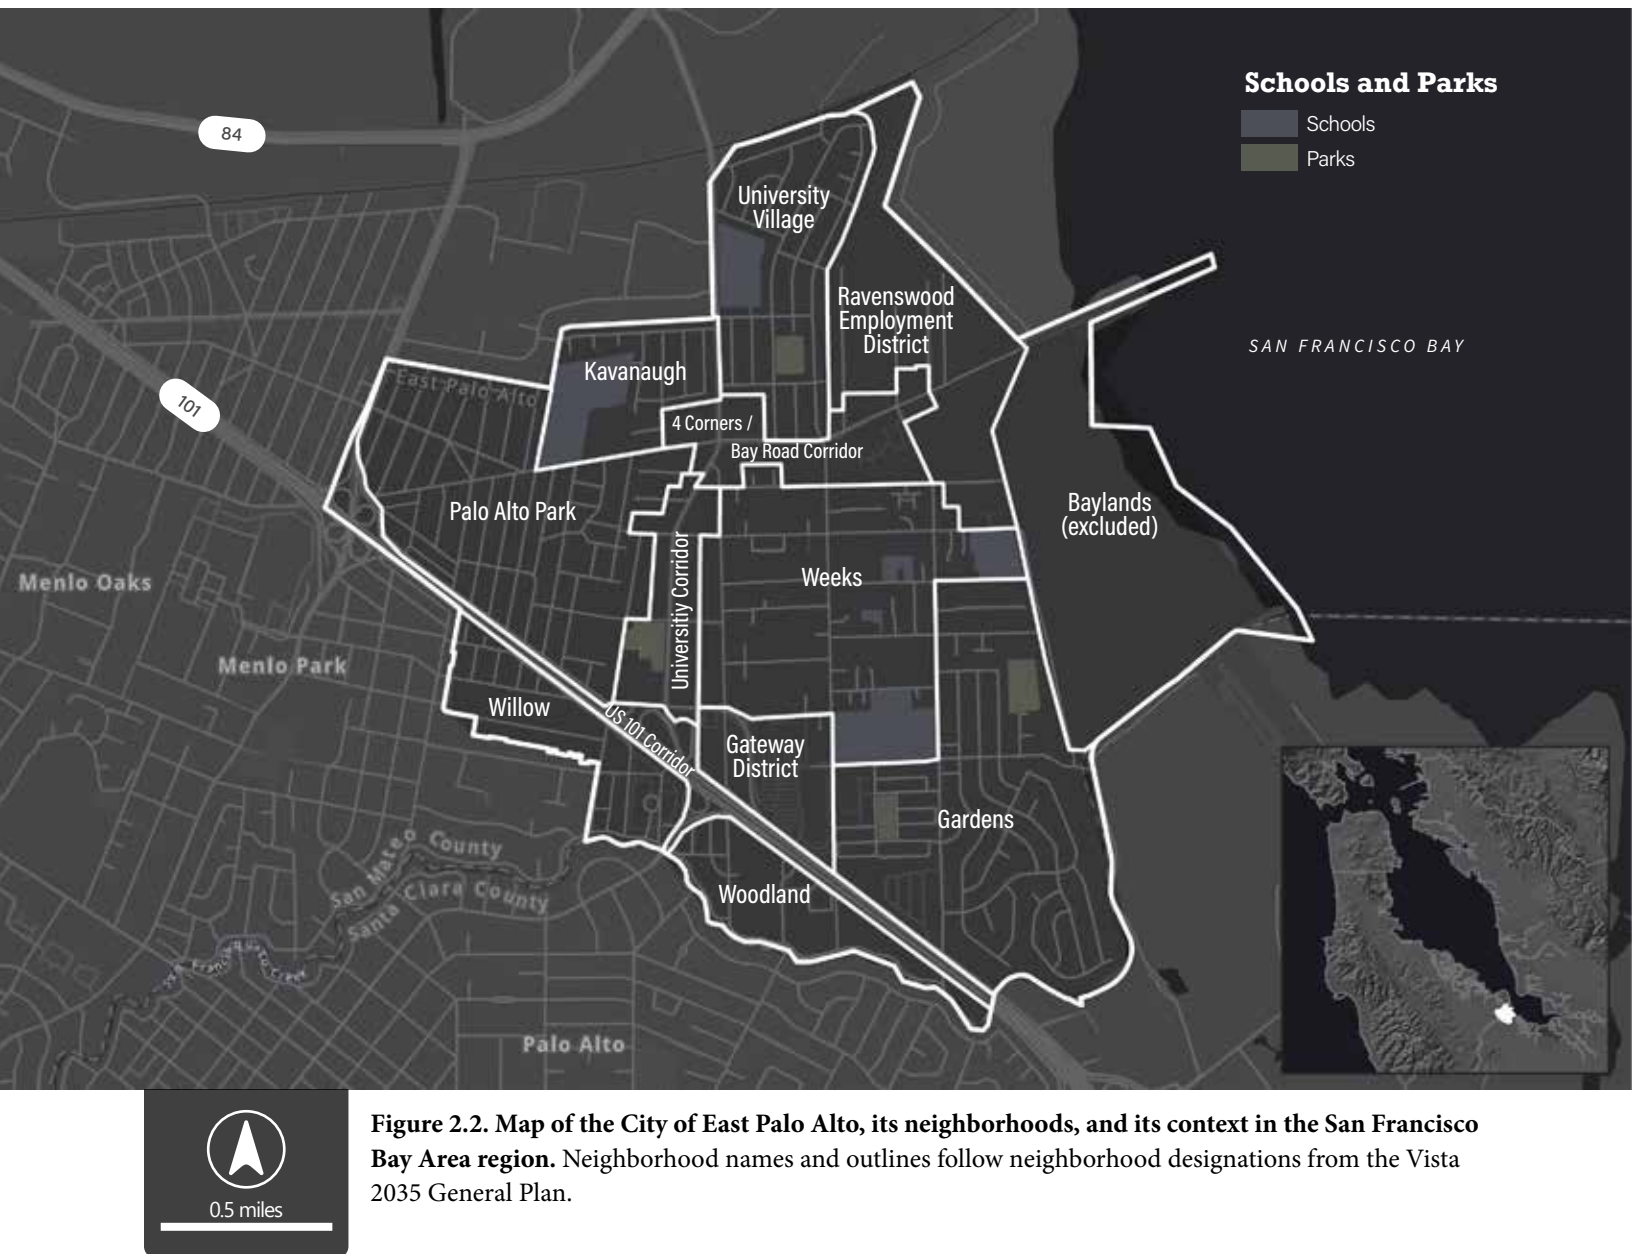 84
101
Schools and Parks
Schools
Parks
University
Village
Ravenswood
Employment
District
SAN FRANCISCO BAY
East Palo Alto
Kavanaugh
4 Corners /
Bay Road Corridor
Palo Alto Park
Baylands
(excluded)
Universitiy Corridor
Weeks
Menlo Oaks
Menlo Park
Willow
US 101 Corridor
Gateway
District
Gardens
San Mateo County
Santa Clara County
Woodland
San Francisquito Creek
Palo Alto
0.5 miles
Figure 2.2. Map of the City of East Palo Alto, its neighborhoods, and its context in the San Francisco
Bay Area region. Neighborhood names and outlines follow neighborhood designations from the Vista
2035 General Plan.